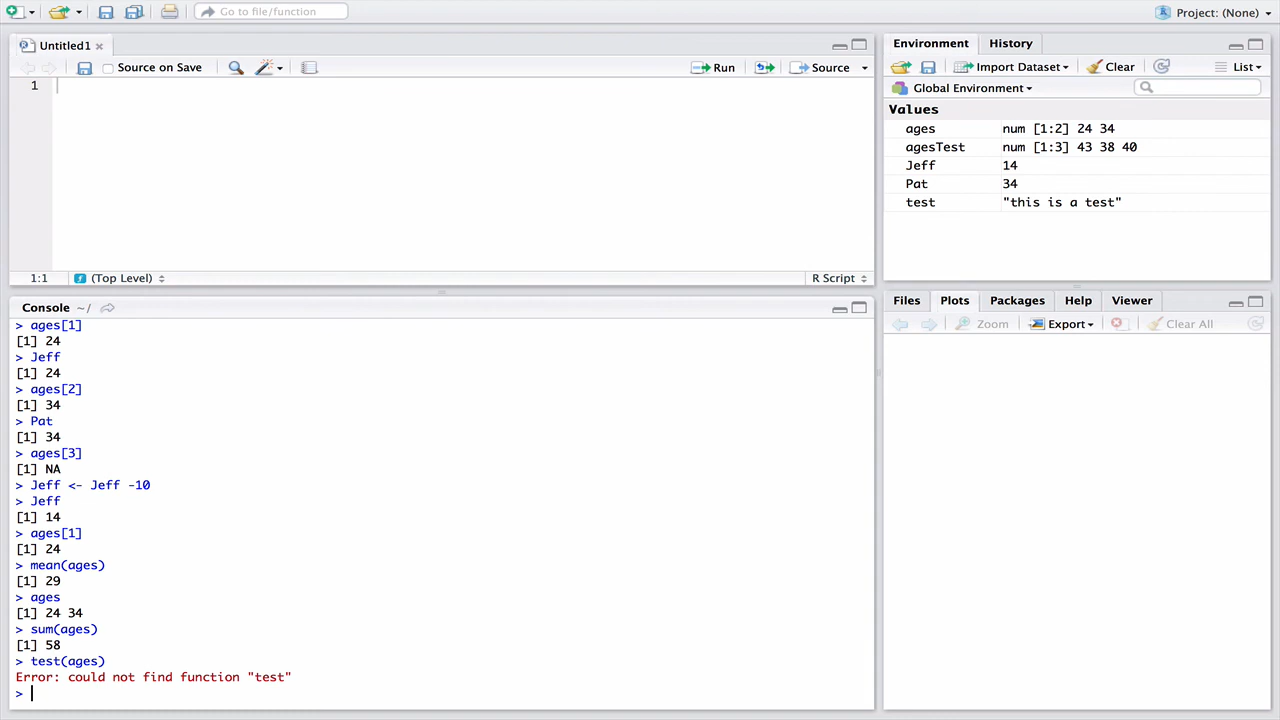 Go to file/function
Project: (None)
Untitled1
Source on Save
Run
Source
1
1:1
(Top Level)
R Script
Console ~/
> ages[1]
[1] 24
> Jeff
[1] 24
> ages[2]
[1] 34
> Pat
[1] 34
> ages[3]
[1] NA
> Jeff <- Jeff -10
> Jeff
[1] 14
> ages[1]
[1] 24
> mean(ages)
[1] 29
> ages
[1] 24 34
> sum(ages)
[1] 58
> test(ages)
Error: could not find function "test"
>
Environment History
Import Dataset Clear List
Global Environment
Values
ages num [1:2] 24 34
agesTest num [1:3] 43 38 40
Jeff 14
Pat 34
test "this is a test"
Files Plots Packages Help Viewer
Zoom Export Clear All